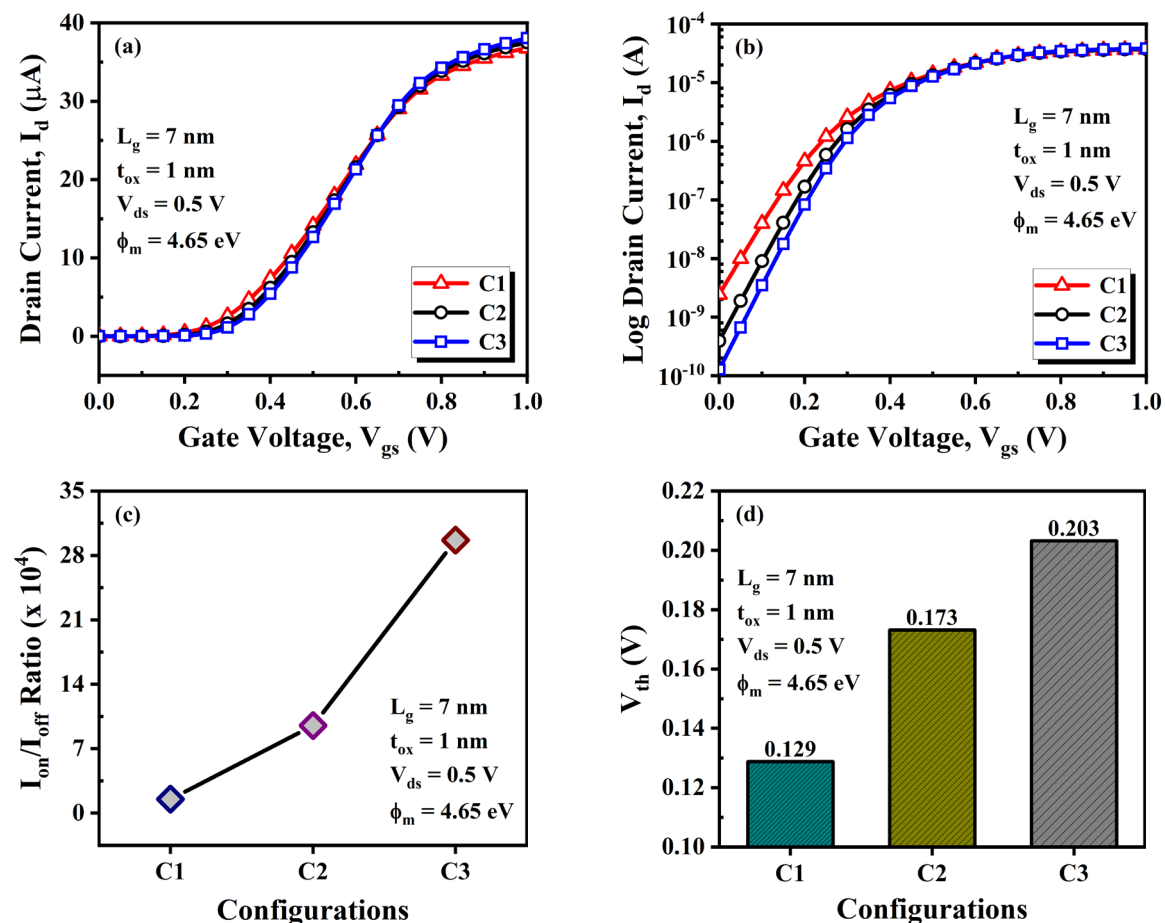 (a)
Drain Current, I_d (μA)
40
30
20
10
0
L_g = 7 nm
t_ox = 1 nm
V_ds = 0.5 V
ϕ_m = 4.65 eV
C1
C2
C3
0.0 0.2 0.4 0.6 0.8 1.0
Gate Voltage, V_gs (V)
(b)
Log Drain Current, I_d (A)
10^-4
10^-5
10^-6
10^-7
10^-8
10^-9
10^-10
L_g = 7 nm
t_ox = 1 nm
V_ds = 0.5 V
ϕ_m = 4.65 eV
C1
C2
C3
0.0 0.2 0.4 0.6 0.8 1.0
Gate Voltage, V_gs (V)
(c)
I_on/I_off Ratio (x 10^4)
35
28
21
14
7
0
L_g = 7 nm
t_ox = 1 nm
V_ds = 0.5 V
ϕ_m = 4.65 eV
C1 C2 C3
Configurations
(d)
V_th (V)
0.22
0.20
0.18
0.16
0.14
0.12
0.10
L_g = 7 nm
t_ox = 1 nm
V_ds = 0.5 V
ϕ_m = 4.65 eV
0.129
0.173
0.203
C1 C2 C3
Configurations